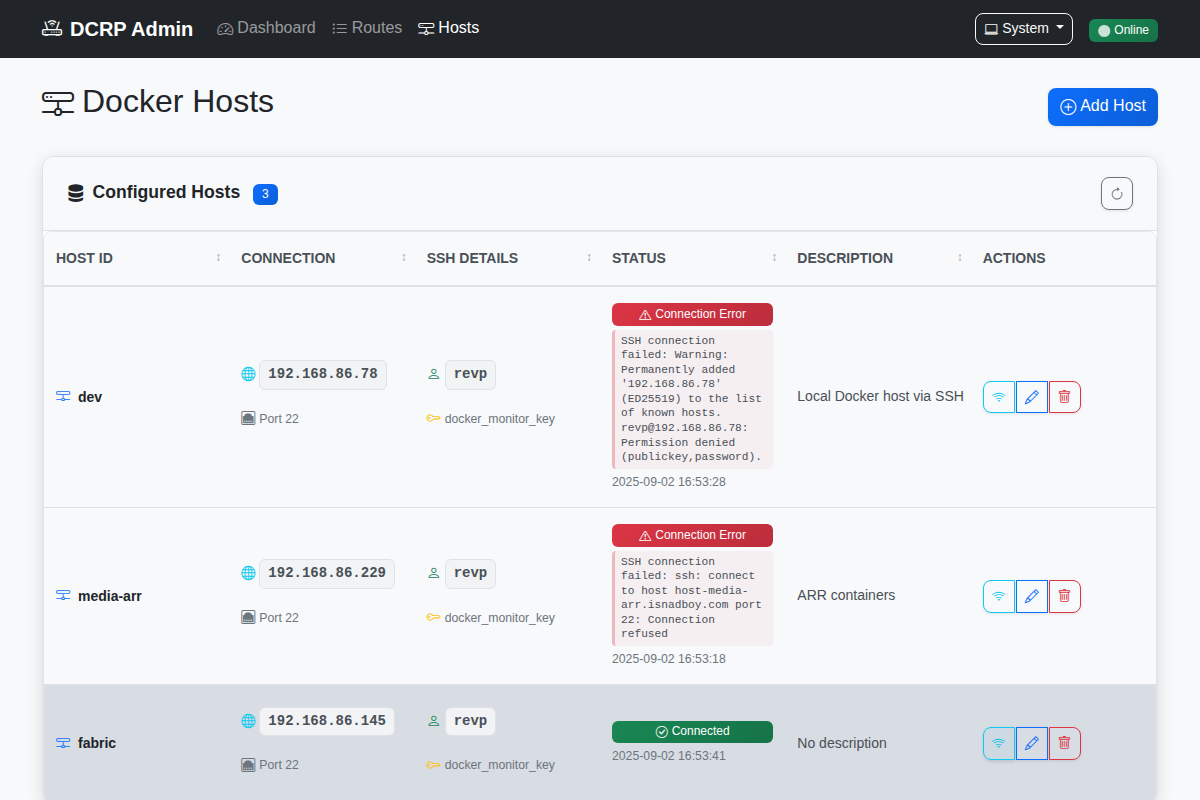 DCRP Admin Dashboard Routes Hosts System Online
Docker Hosts Add Host
Configured Hosts 3
HOST ID CONNECTION SSH DETAILS STATUS DESCRIPTION ACTIONS
dev
192.168.86.78
Port 22
revp
docker_monitor_key
Connection Error
SSH connection
failed: Warning:
Permanently added
'192.168.86.78'
(ED25519) to the list
of known hosts.
revp@192.168.86.78:
Permission denied
(publickey,password).
2025-09-02 16:53:28
Local Docker host via SSH
media-arr
192.168.86.229
Port 22
revp
docker_monitor_key
Connection Error
SSH connection
failed: ssh: connect
to host host-media-
arr.isnadboy.com port
22: Connection
refused
2025-09-02 16:53:18
ARR containers
fabric
192.168.86.145
Port 22
revp
docker_monitor_key
Connected
2025-09-02 16:53:41
No description